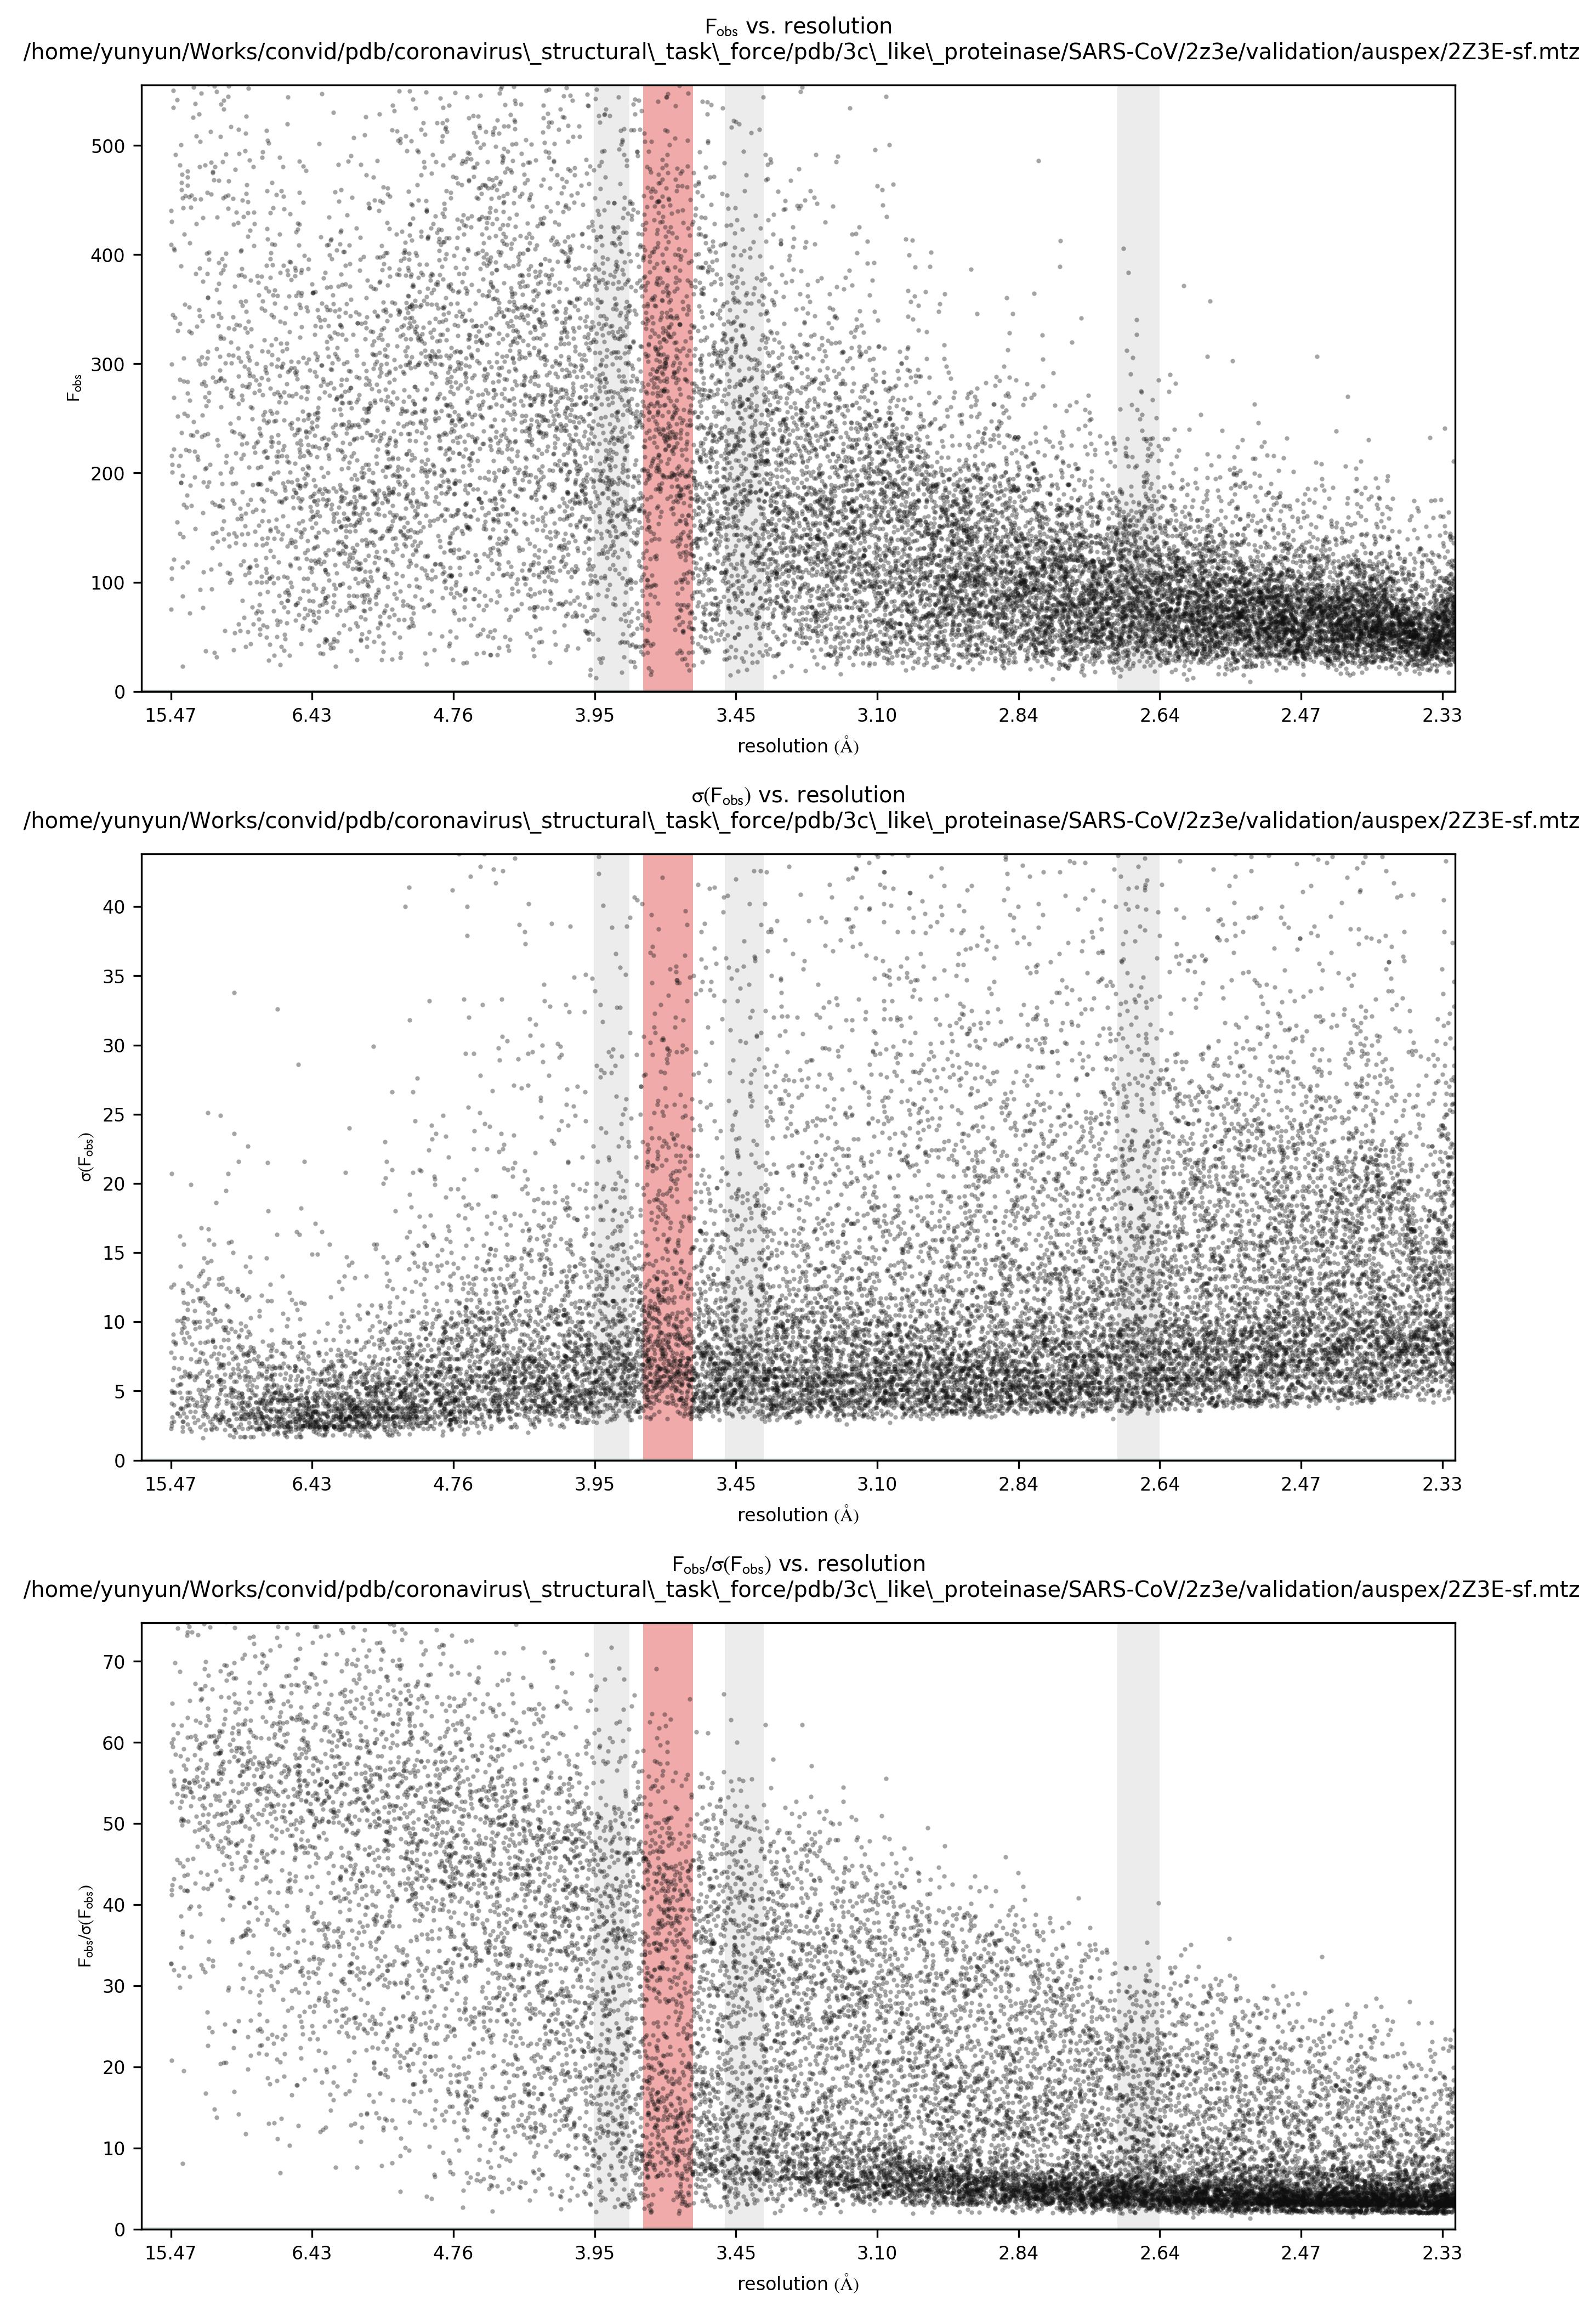 Fobs vs. resolution
/home/yunyun/Works/convid/pdb/coronavirus\_structural\_task\_force/pdb/3c\_like\_proteinase/SARS-CoV/2z3e/validation/auspex/2Z3E-sf.mtz
500
400
300
200
100
0
Fobs
15.47 6.43 4.76 3.95 3.45 3.10 2.84 2.64 2.47 2.33
resolution (Å)
σ(Fobs) vs. resolution
/home/yunyun/Works/convid/pdb/coronavirus\_structural\_task\_force/pdb/3c\_like\_proteinase/SARS-CoV/2z3e/validation/auspex/2Z3E-sf.mtz
40
35
30
25
20
15
10
5
0
σ(Fobs)
15.47 6.43 4.76 3.95 3.45 3.10 2.84 2.64 2.47 2.33
resolution (Å)
Fobs/σ(Fobs) vs. resolution
/home/yunyun/Works/convid/pdb/coronavirus\_structural\_task\_force/pdb/3c\_like\_proteinase/SARS-CoV/2z3e/validation/auspex/2Z3E-sf.mtz
70
60
50
40
30
20
10
0
Fobs/σ(Fobs)
15.47 6.43 4.76 3.95 3.45 3.10 2.84 2.64 2.47 2.33
resolution (Å)